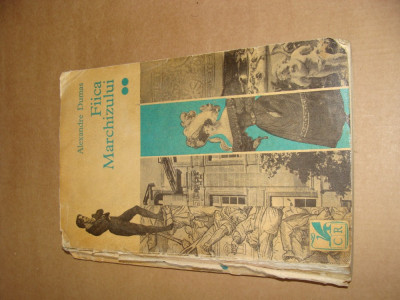 Alexandre Dumas
Fiica
Marchizului
C R